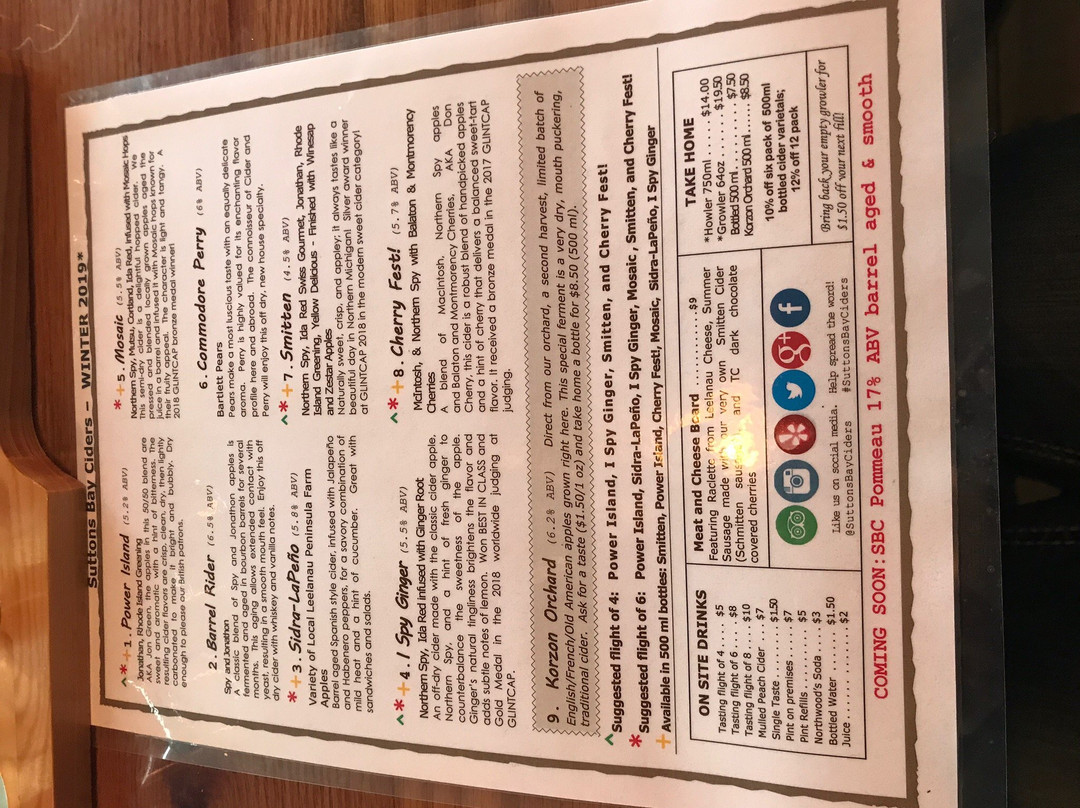 Suttons Bay Ciders – WINTER 2019*
^*+1. Power Island (5.2% ABV)
Jonathan, Rhode Island Greening
AKA Jon Green, the apples in this 50/50 blend are
sweet and aromatic with a hint of bitterness. The
resulting cider flavors are crisp, clean, dry, then lightly
carbonated to make it bright and bubbly. Dry
enough to please our British patrons.
2. Barrel Rider (6.5% ABV)
Spy and Jonathon
A classic blend of Spy and Jonathon apples is
fermented and aged in bourbon barrels for several
months. This aging allows extended contact with
yeast, resulting in a smooth mouth feel. Enjoy this off
dry cider with whiskey and vanilla notes.
*+3. Sidra-LaPeño (5.8% ABV)
Variety of Local Leelanau Peninsula Farm
Apples
Barrel aged Spanish style cider, infused with Jalapeño
and Habanero peppers, for a savory combination of
mild heat and a hint of cucumber. Great with
sandwiches and salads.
^*+4. I Spy Ginger (5.5% ABV)
Northern Spy, Ida Red infused with Ginger Root
An off-dry cider made with the classic cider apple,
Northern Spy, and a hint of fresh ginger to
counterbalance the sweetness of the apple.
Ginger's natural tingliness brightens the flavor and
adds subtle notes of lemon. Won BEST IN CLASS and
Gold Medal in the 2018 worldwide judging at
GLINTCAP.
*+5. Mosaic (5.5% ABV)
Northern Spy, Mutsu, Cortland, Ida Red, Infused with Mosaic Hops
This semi-dry cider is a delightful hopped cider. We
pressed and blended locally grown apples aged the
juice in a barrel and infused it with Mosaic hops known for
their fruity appeal. The character is light and tangy. A
2018 GLINTCAP bronze medal winner!
6. Commodore Perry (6% ABV)
Bartlett Pears
Pears make a most luscious taste with an equally delicate
aroma. Perry is highly valued for its enchanting flavor
profile here and abroad. The connoisseur of Cider and
Perry will enjoy this off dry, new house specialty.
^*+7. Smitten (4.5% ABV)
Northern Spy, Ida Red Swiss Gourmet, Jonathan, Rhode
Island Greening, Yellow Delicious - Finished with Winesap
and Zestar Apples
Naturally sweet, crisp, and appley; it always tastes like a
beautiful day in Northern Michigan! Silver award winner
at GLINTCAP 2018 in the modern sweet cider category!
^*+8. Cherry Fest! (5.7% ABV)
McIntosh, & Northern Spy with Balaton & Montmorency
Cherries
A blend of MacIntosh, Northern Spy apples
and Balaton and Montmorency Cherries, AKA Don
Cherry, this cider is a robust blend of handpicked apples
and a hint of cherry that delivers a balanced sweet-tart
flavor. It received a bronze medal in the 2017 GLINTCAP
judging.
9. Korzon Orchard (6.2% ABV) Direct from our orchard, a second harvest, limited batch of
English/French/Old American apples grown right here. This special ferment is a very dry, mouth puckering,
traditional cider. Ask for a taste ($1.50/1 oz) and take home a bottle for $8.50 (500 ml).
^Suggested flight of 4: Power Island, I Spy Ginger, Smitten, and Cherry Fest!
*Suggested flight of 6: Power Island, Sidra-LaPeño, I Spy Ginger, Mosaic, Smitten, and Cherry Fest!
+Available in 500 ml bottles: Smitten, Power Island, Cherry Fest!, Mosaic, Sidra-LaPeño, I Spy Ginger
ON SITE DRINKS
Tasting flight of 4 . . . . $5
Tasting flight of 6 . . . . $8
Tasting flight of 8 . . . . $10
Mulled Peach Cider . . $7
Single Taste . . . . . . . $1.50
Pint on premises . . . . $7
Pint Refills . . . . . . . . . $5
Northwood's Soda . . . $3
Bottled Water . . . . . . $1.50
Juice . . . . . . . . . . . . . $2
Meat and Cheese Board . . . . . . . . . . . . $9
Featuring Raclette from Leelanau Cheese, Summer
Sausage made with our very own Smitten Cider
(Schmitten sausage) and TC dark chocolate
covered cherries
Like us on social media. Help spread the word!
@SuttonsBayCiders #SuttonsBayCiders
TAKE HOME
*Howler 750ml . . . . . $14.00
*Growler 64oz . . . . . $19.50
Bottled 500 ml . . . . . . . $7.50
Korzon Orchard 500 ml . . . . $8.50
10% off six pack of 500ml
bottled cider varietals;
12% off 12 pack
Bring back your empty growler for
$1.50 off your next fill!
COMING SOON: SBC Pommeau 17% ABV barrel aged & smooth